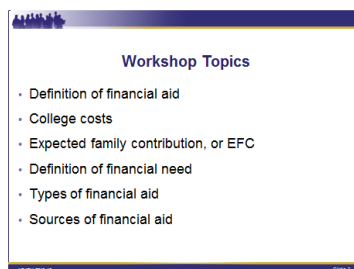 Workshop Topics
• Definition of financial aid
• College costs
• Expected family contribution, or EFC
• Definition of financial need
• Types of financial aid
• Sources of financial aid